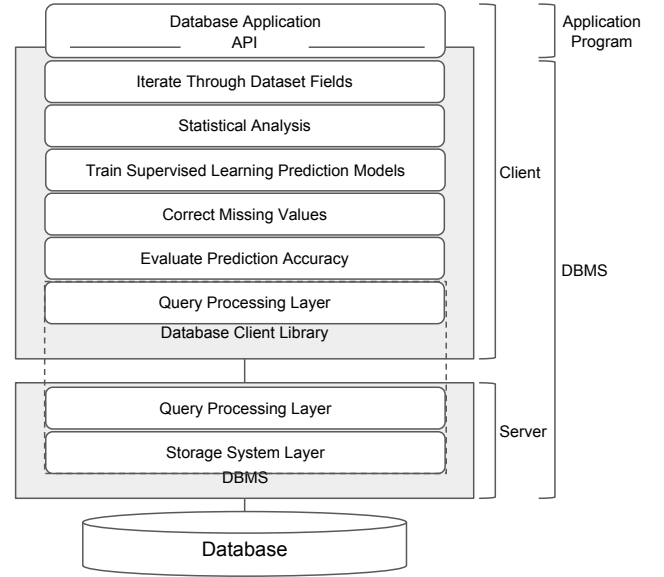 Database Application
API
Application
Program
Iterate Through Dataset Fields
Statistical Analysis
Train Supervised Learning Prediction Models
Client
Correct Missing Values
Evaluate Prediction Accuracy
DBMS
Query Processing Layer
Database Client Library
Query Processing Layer
Server
Storage System Layer
DBMS
Database